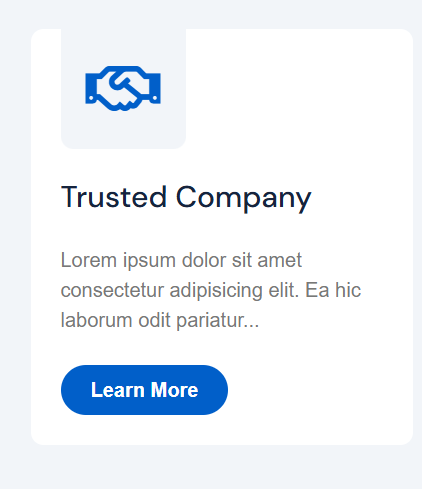 Trusted Company
Lorem ipsum dolor sit amet
consectetur adipisicing elit. Ea hic
laborum odit pariatur...
Learn More